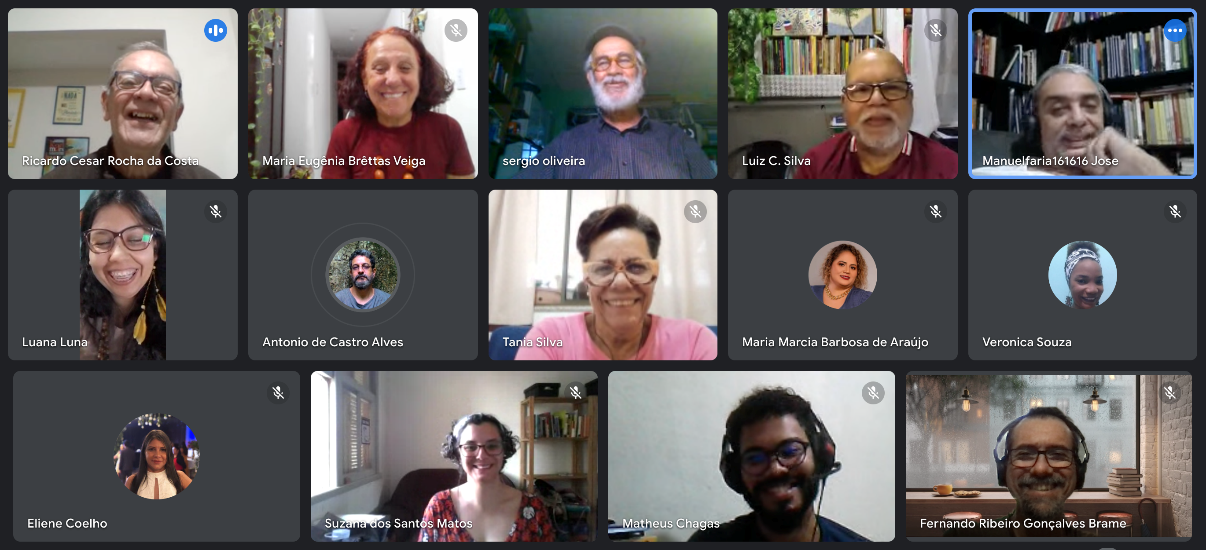 Ricardo Cesar Rocha da Costa
Maria Eugênia Brêttas Veiga
sergio oliveira
Luiz C. Silva
Manuelfaria161616 Jose
Luana Luna
Antonio de Castro Alves
Tania Silva
Maria Marcia Barbosa de Araújo
Veronica Souza
Eliene Coelho
Suzana dos Santos Matos
Matheus Chagas
Fernando Ribeiro Gonçalves Brame